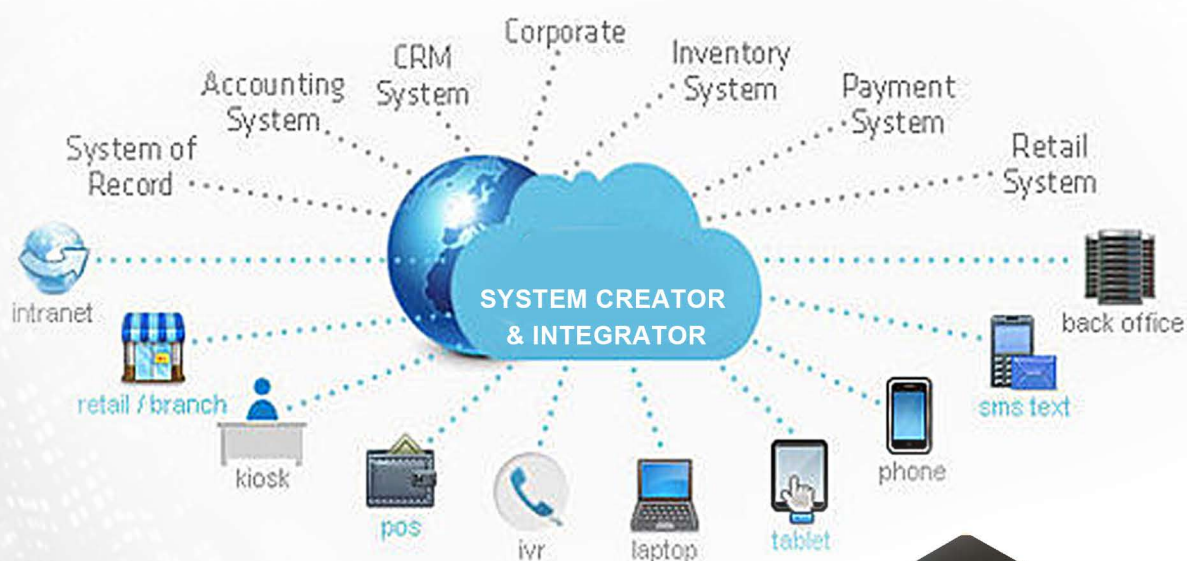 Corporate
CRM
System
Inventory
System
Accounting
System
Payment
System
System of
Record
Retail
System
intranet
SYSTEM CREATOR
& INTEGRATOR
back office
retail / branch
sms text
kiosk
phone
pos
ivr
laptop
tablet